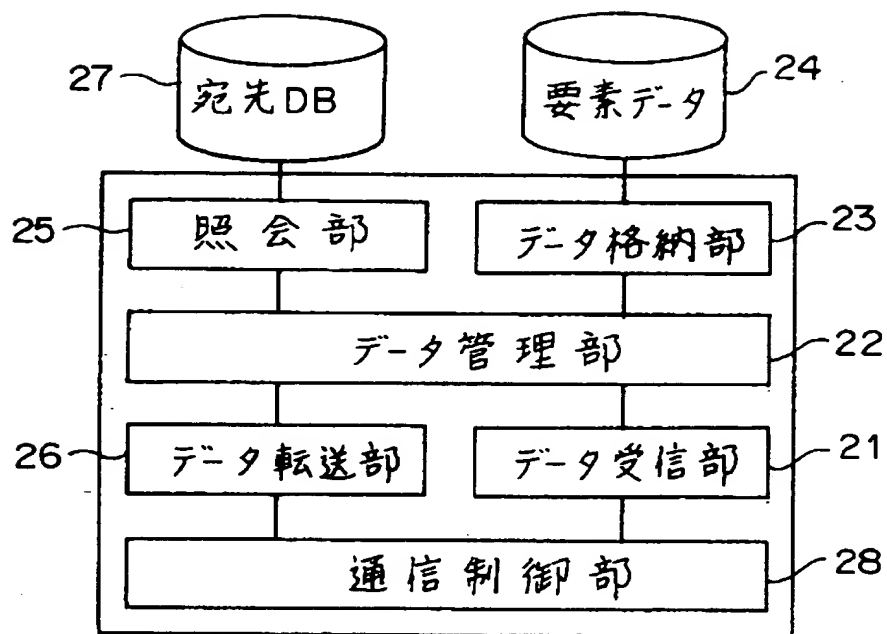 27
宛先DB
要素データ
24
25
照会部
データ格納部
23
データ管理部
22
26
データ転送部
データ受信部
21
通信制御部
28